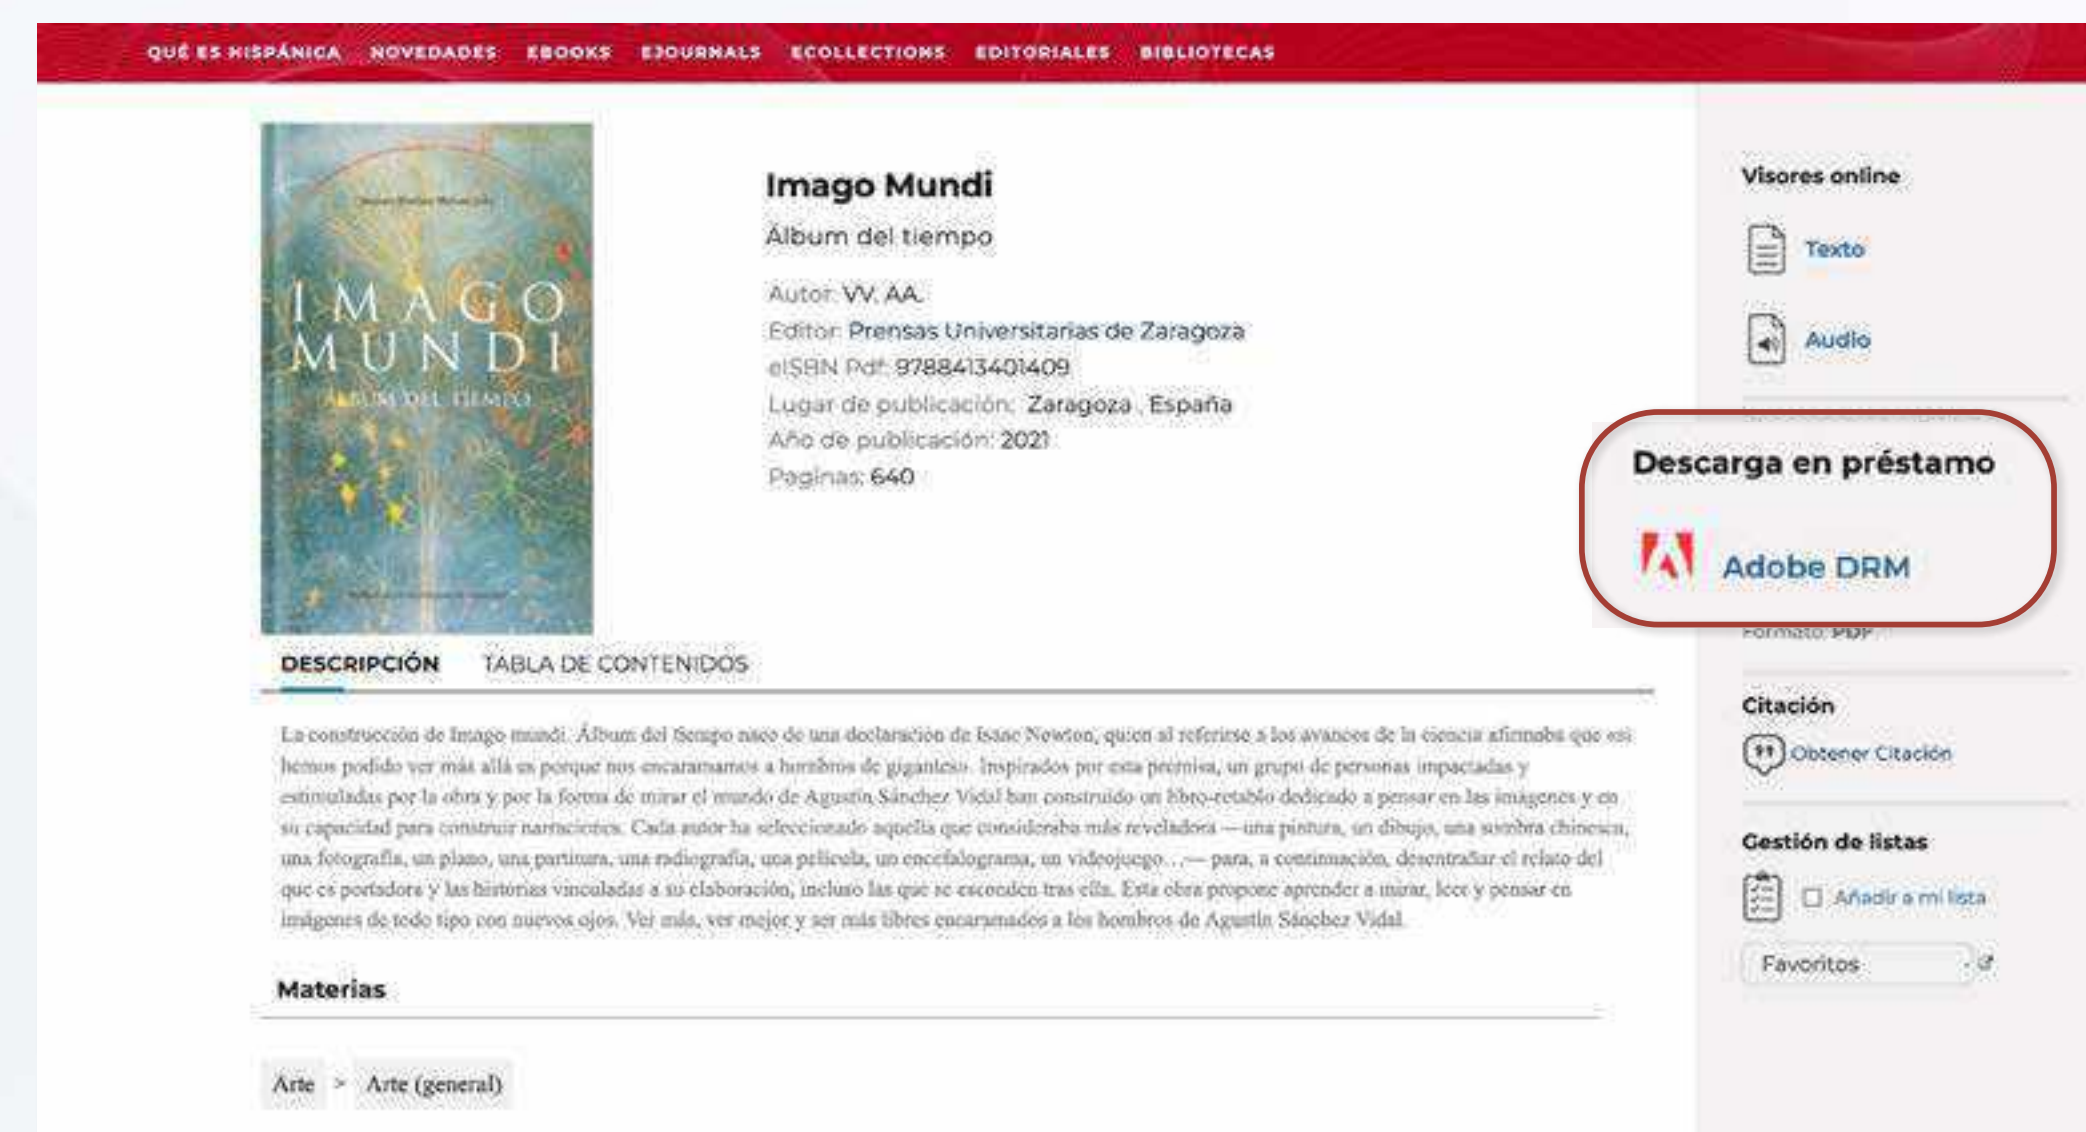 QUÉ ES HISPÁNICA NOVEDADES EBOOKS EJOURNALS ECOLLECTIONS EDITORIALES BIBLIOTECAS
IMAGO
MUNDI
ÁLBUM DEL TIEMPO
Imago Mundi
Álbum del tiempo
Autor: VV. AA.
Editor: Prensas Universitarias de Zaragoza
eISBN Pdf: 9788413401409
Lugar de publicación: Zaragoza , España
Año de publicación: 2021
Paginas: 640
DESCRIPCIÓN TABLA DE CONTENIDOS
La construcción de Imago mundi. Álbum del tiempo nace de una declaración de Isaac Newton, quien al referirse a los avances de la ciencia afirmaba que «si
hemos podido ver más allá es porque nos encaramamos a hombros de gigantes». Inspirados por esta premisa, un grupo de personas impactadas y
estimuladas por la obra y por la forma de mirar el mundo de Agustín Sánchez Vidal han construido un libro-retablo dedicado a pensar en las imágenes y en
su capacidad para construir narraciones. Cada autor ha seleccionado aquella que consideraba más reveladora —una pintura, un dibujo, una sombra chinesca,
una fotografía, un plano, una partitura, una radiografía, una película, un encefalograma, un videojuego…— para, a continuación, desentrañar el relato del
que es portadora y las historias vinculadas a su elaboración, incluso las que se esconden tras ella. Esta obra propone aprender a mirar, leer y pensar en
imágenes de todo tipo con nuevos ojos. Ver más, ver mejor y ser más libres encaramados a los hombros de Agustín Sánchez Vidal.
Materias
Arte > Arte (general)
Visores online
Texto
Audio
Descarga en préstamo
Adobe DRM
Formato: PDF
Citación
Obtener Citación
Gestión de listas
Añadir a mi lista
Favoritos